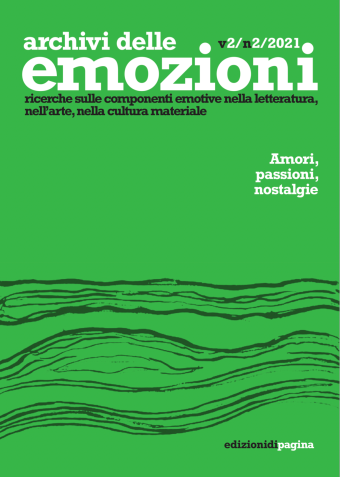 archivi delle
v2/n2/2021
emozioni
ricerche sulle componenti emotive nella letteratura,
nell'arte, nella cultura materiale
Amori,
passioni,
nostalgie
edizionidipagina